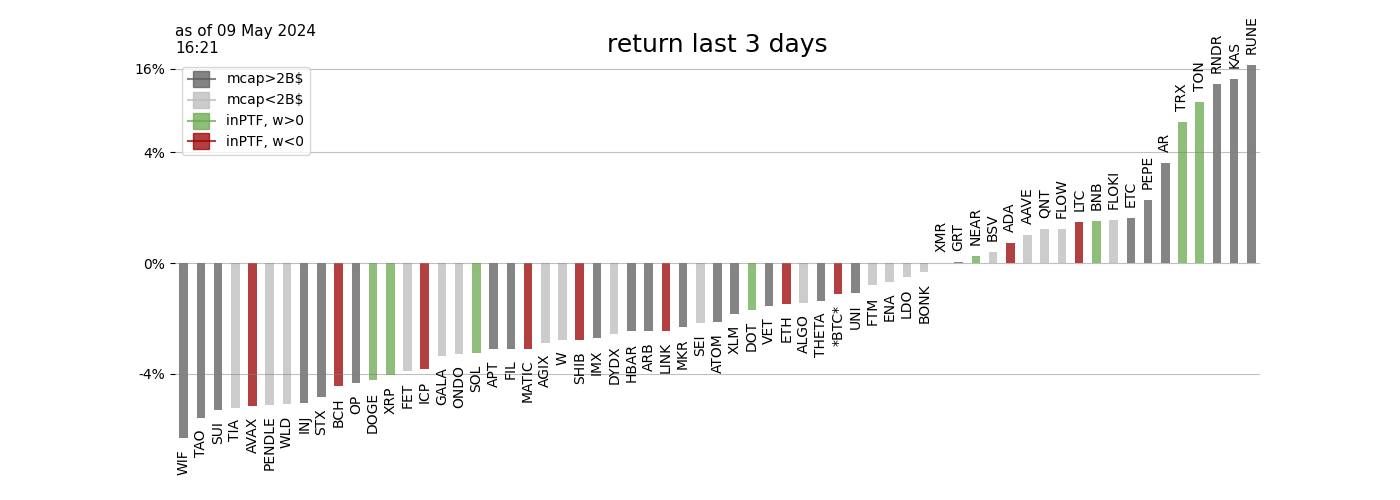 as of 09 May 2024
16:21
return last 3 days
16%
4%
0%
-4%
mcap>2B$
mcap<2B$
inPTF, w>0
inPTF, w<0
WIF
TAO
SUI
TIA
AVAX
PENDLE
WLD
INJ
STX
BCH
OP
DOGE
XRP
FET
ICP
GALA
ONDO
SOL
APT
FIL
MATIC
AGIX
W
SHIB
IMX
DYDX
HBAR
ARB
LINK
MKR
SEI
ATOM
XLM
DOT
VET
ETH
ALGO
THETA
*BTC*
UNI
FTM
ENA
LDO
BONK
XMR
GRT
NEAR
BSV
ADA
AAVE
QNT
FLOW
LTC
BNB
FLOKI
ETC
PEPE
AR
TRX
TON
RNDR
KAS
RUNE